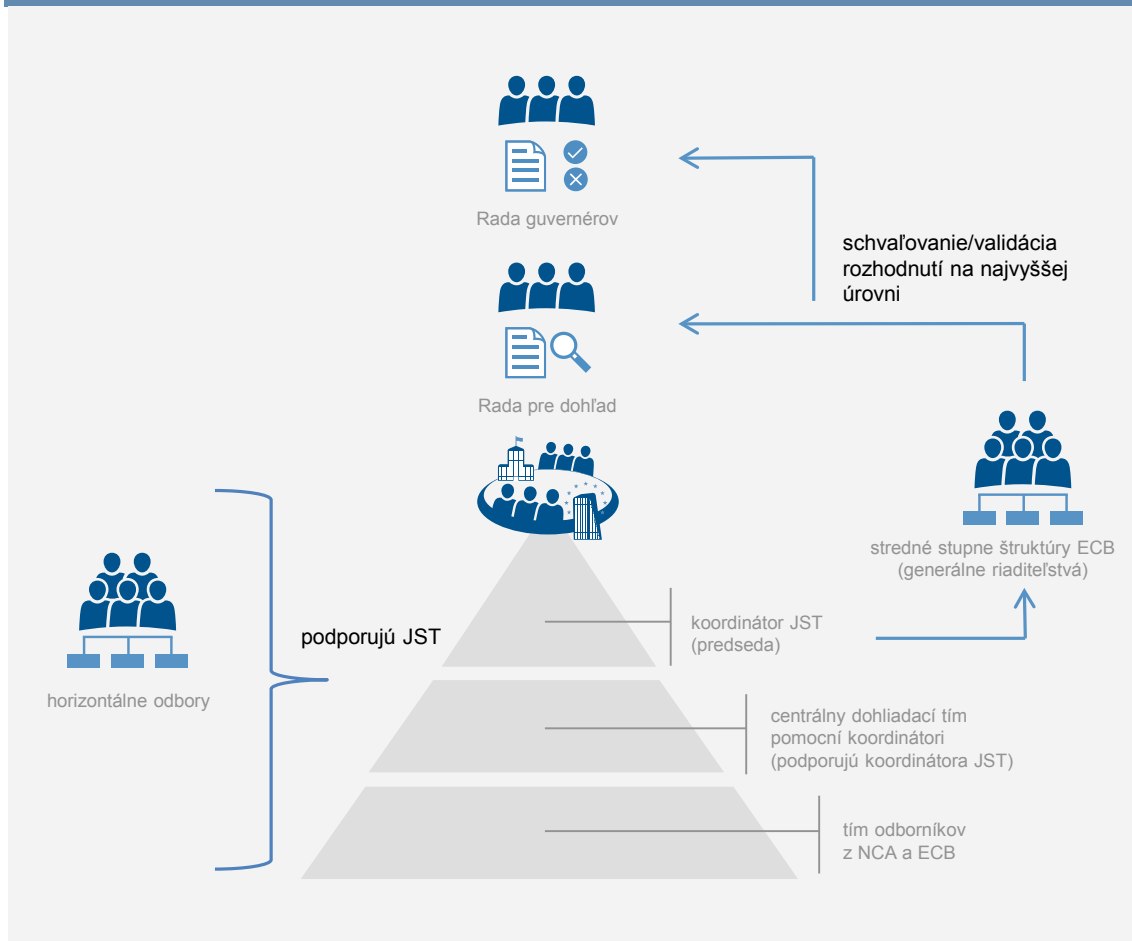 Rada guvernérov
schvaľovanie/validácia
rozhodnutí na najvyššej
úrovni
Rada pre dohľad
stredné stupne štruktúry ECB
(generálne riaditeľstvá)
horizontálne odbory
podporujú JST
koordinátor JST
(predseda)
centrálny dohliadací tím
pomocní koordinátori
(podporujú koordinátora JST)
tím odborníkov
z NCA a ECB